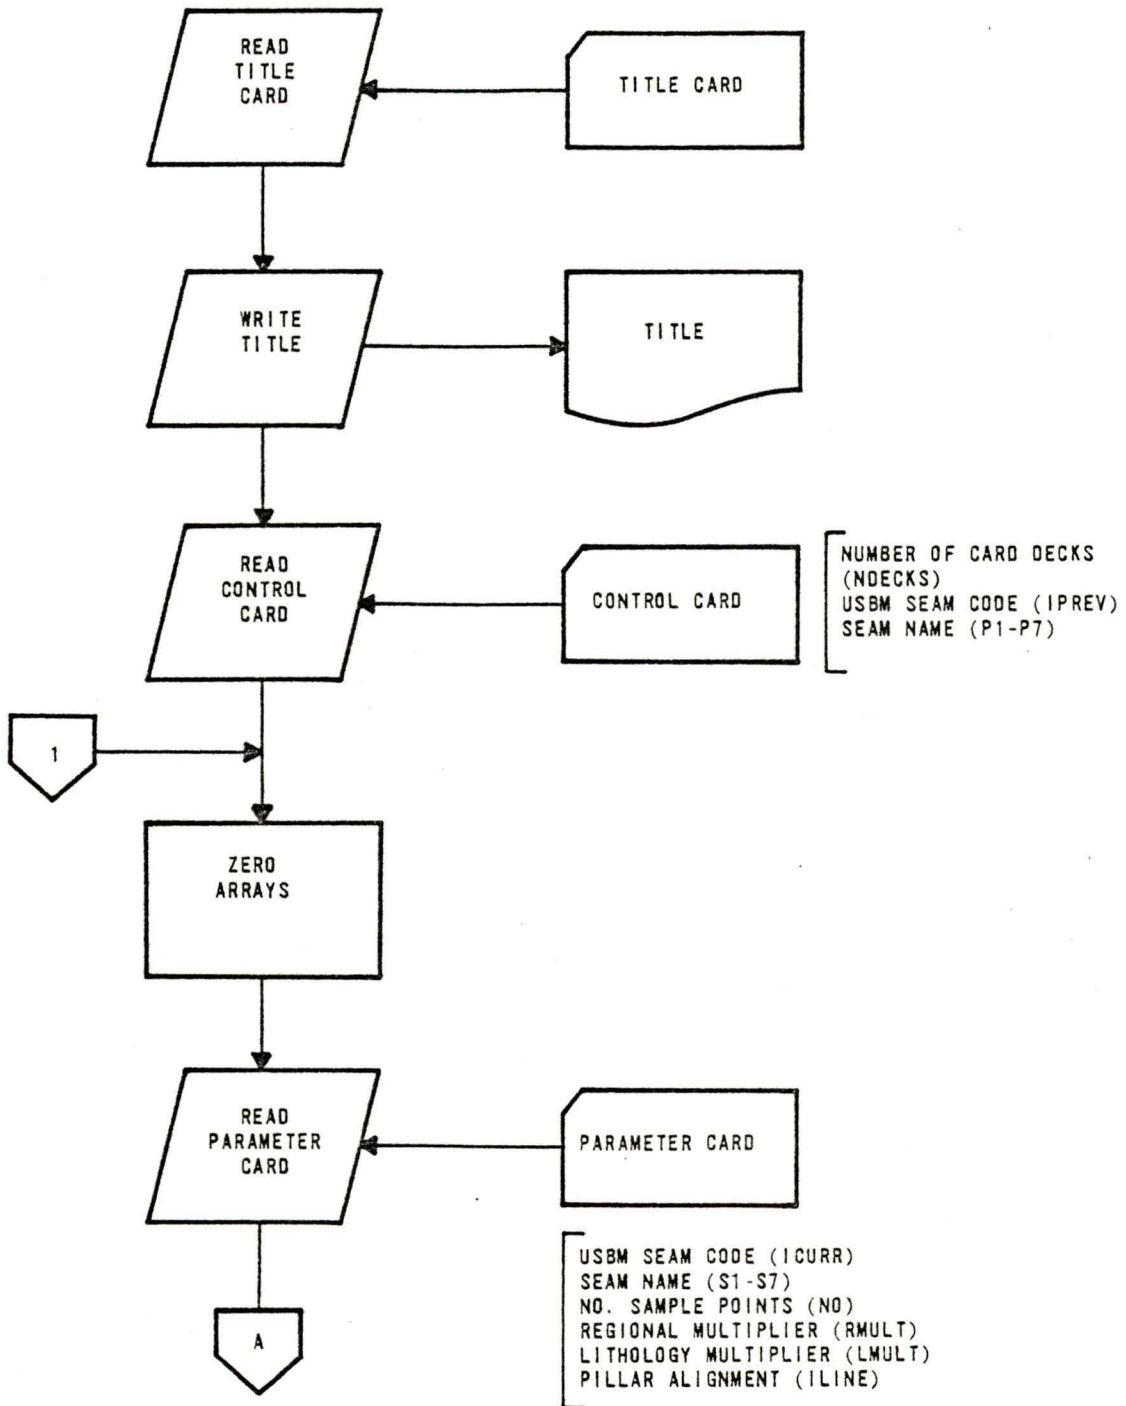 READ
TITLE
CARD
TITLE CARD
WRITE
TITLE
TITLE
READ
CONTROL
CARD
CONTROL CARD
NUMBER OF CARD DECKS
(NDECKS)
USBM SEAM CODE (IPREV)
SEAM NAME (P1-P7)
1
ZERO
ARRAYS
READ
PARAMETER
CARD
PARAMETER CARD
USBM SEAM CODE (ICURR)
SEAM NAME (S1-S7)
NO. SAMPLE POINTS (NO)
REGIONAL MULTIPLIER (RMULT)
LITHOLOGY MULTIPLIER (LMULT)
PILLAR ALIGNMENT (ILINE)
A